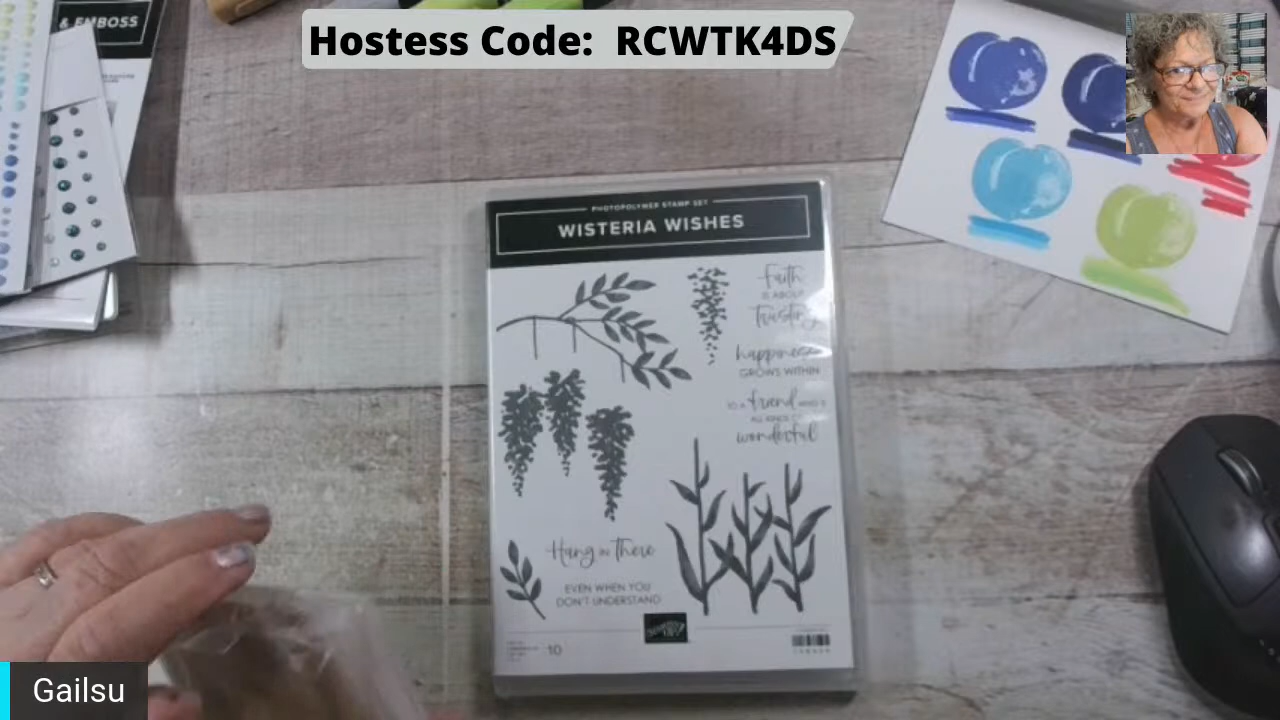 & EMBOSS
Hostess Code: RCWTK4DS
PHOTOPOLYMER STAMP SET
WISTERIA WISHES
Faith
IS ABOUT
Trusting
happiness
GROWS WITHIN
TO A friend
wonderful
Hang in There
EVEN WHEN YOU
DON'T UNDERSTAND
10
Gailsu